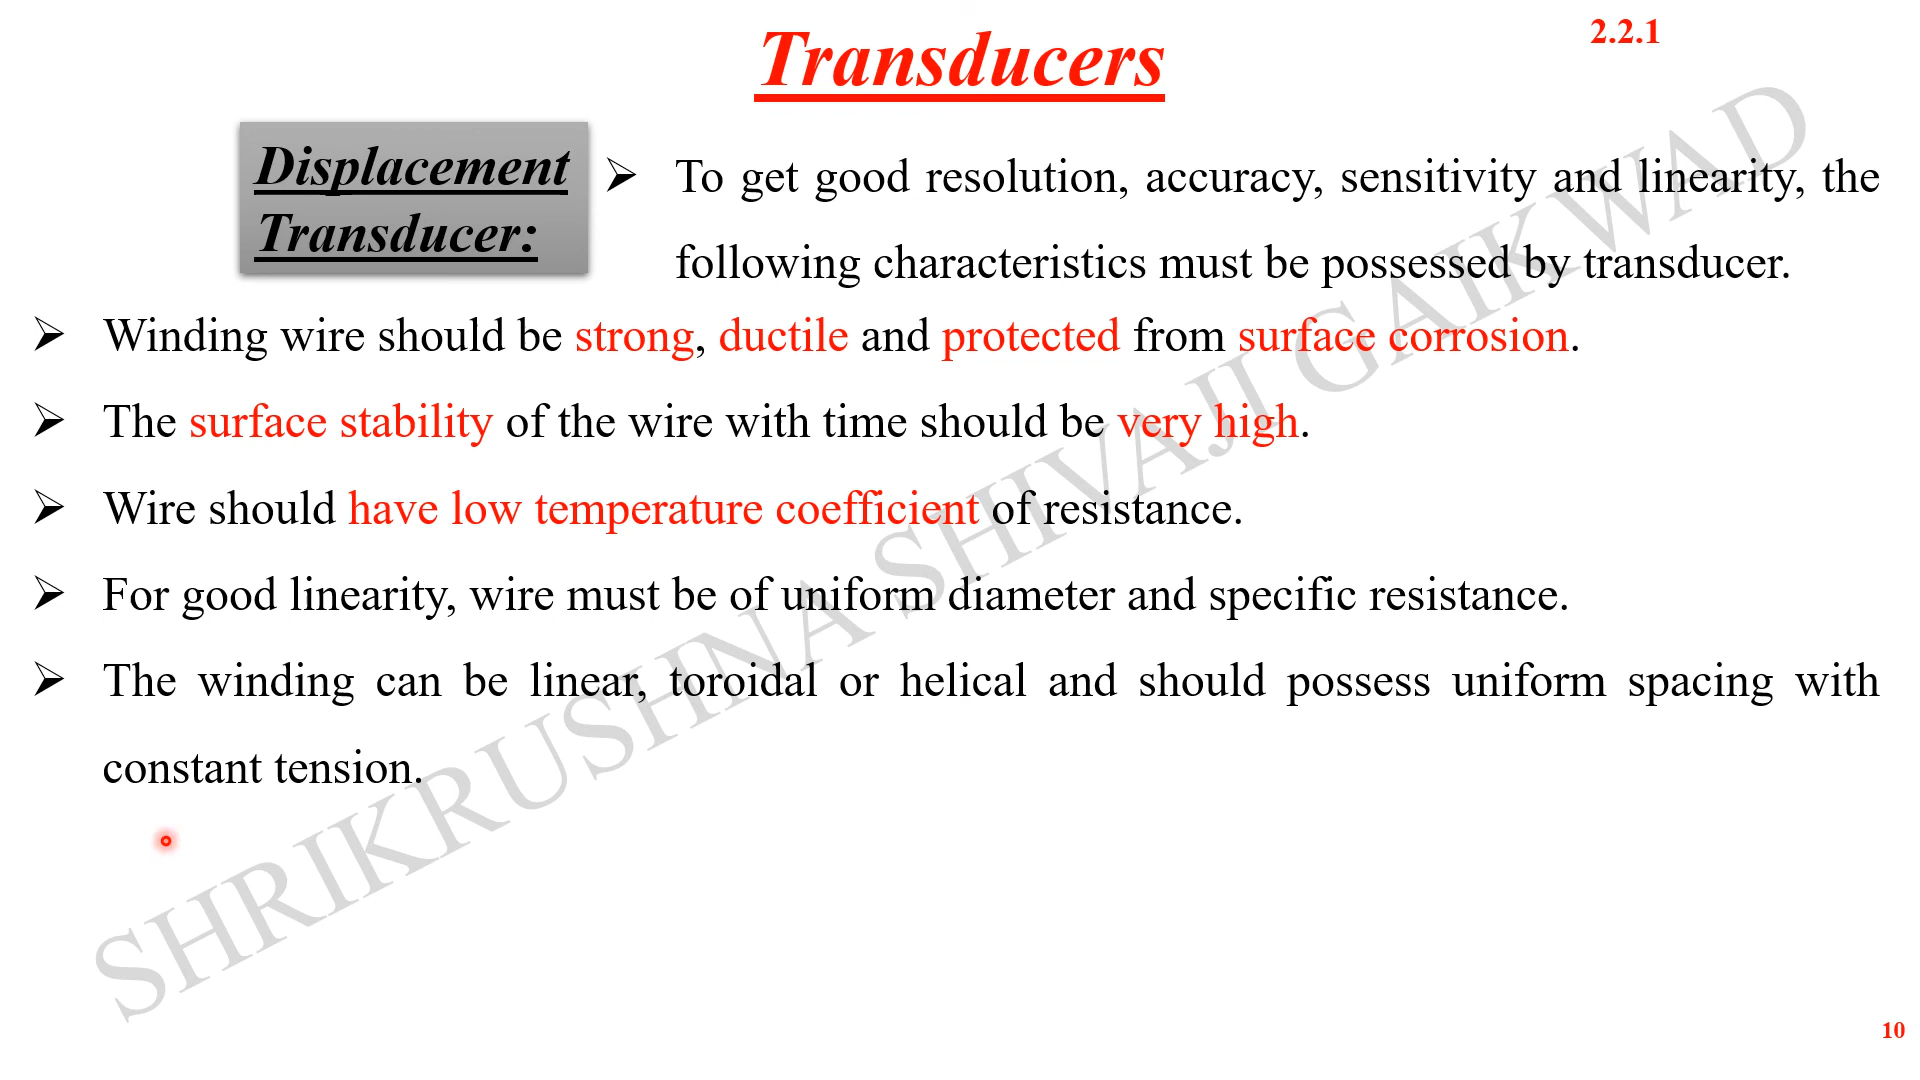 Transducers
2.2.1
Displacement
Transducer:
➢ To get good resolution, accuracy, sensitivity and linearity, the
following characteristics must be possessed by transducer.
➢ Winding wire should be strong, ductile and protected from surface corrosion.
➢ The surface stability of the wire with time should be very high.
➢ Wire should have low temperature coefficient of resistance.
➢ For good linearity, wire must be of uniform diameter and specific resistance.
➢ The winding can be linear, toroidal or helical and should possess uniform spacing with
constant tension.
SHRIKRUSHNA SHIVAJI GAIKWAD
10